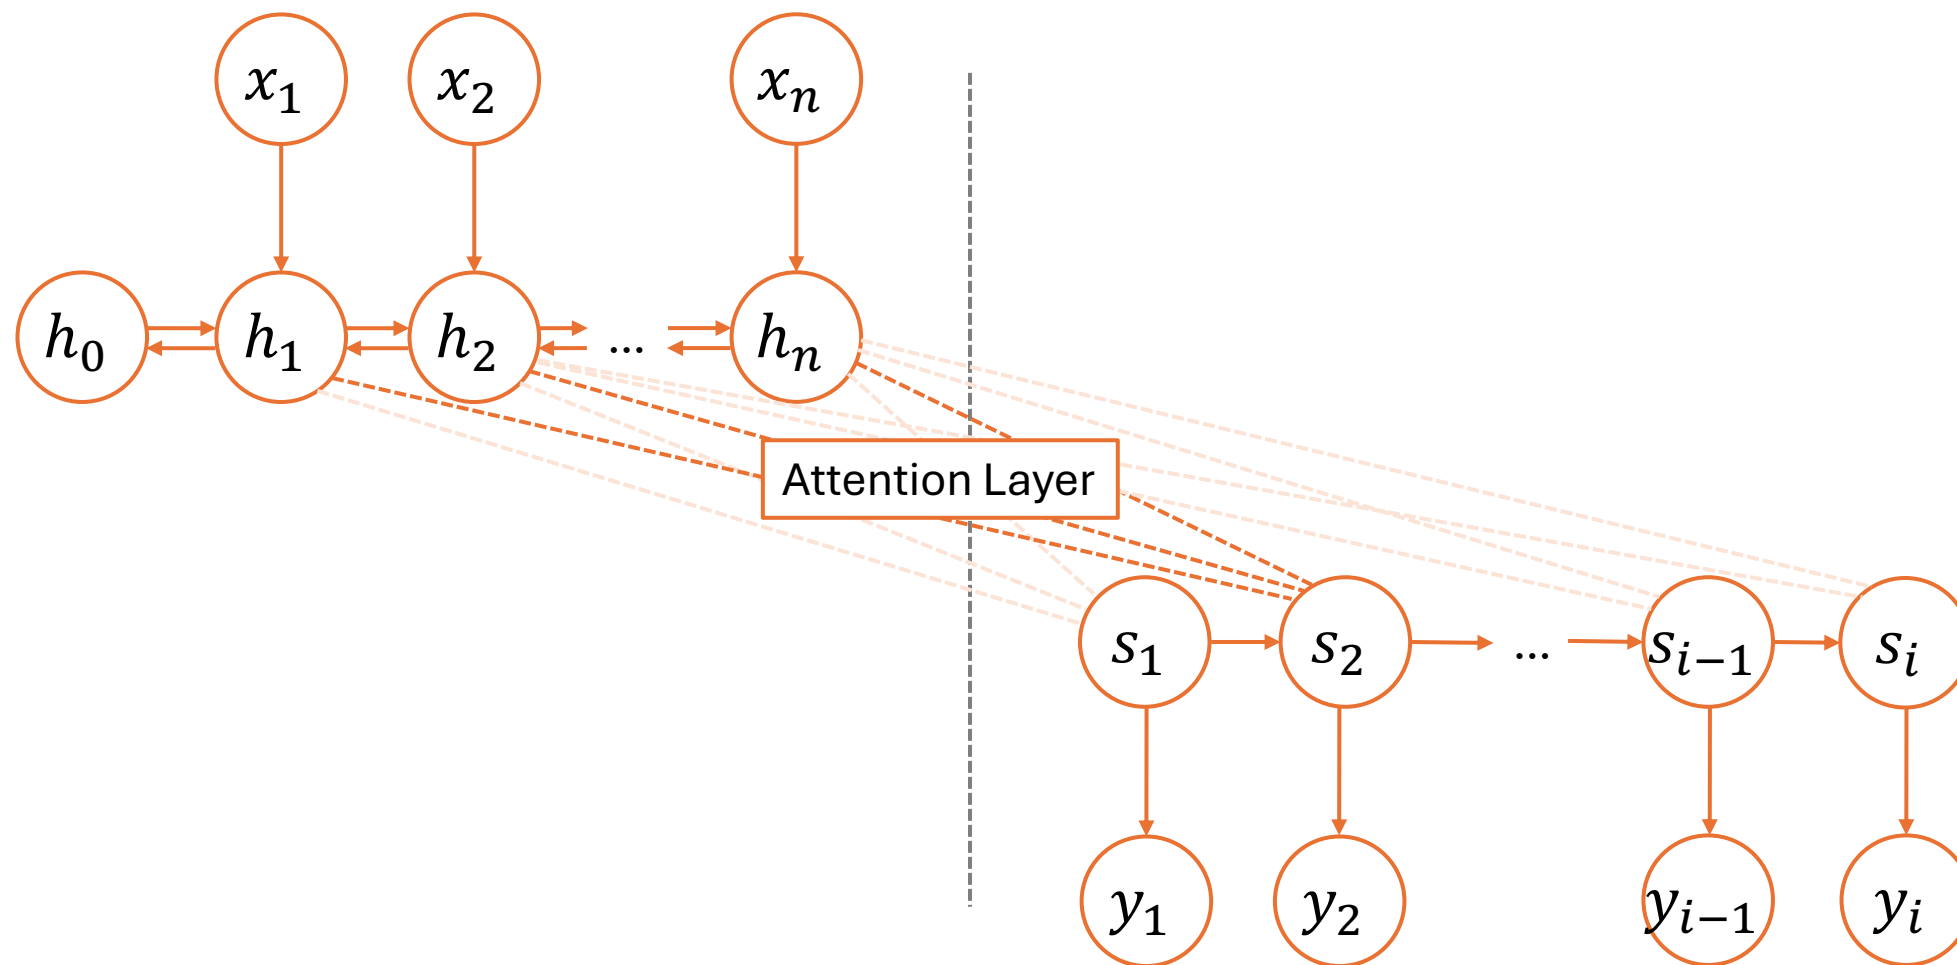 x₁ x₂ xₙ
h₀ h₁ h₂ ... hₙ
Attention Layer
s₁ s₂ ... sᵢ₋₁ sᵢ
y₁ y₂ yᵢ₋₁ yᵢ